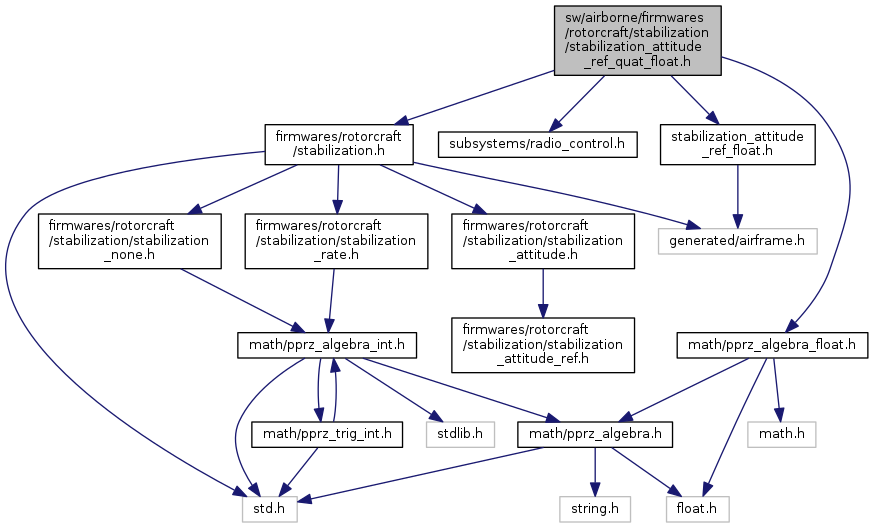 sw/airborne/firmwares
/rotorcraft/stabilization
/stabilization_attitude
_ref_quat_float.h
firmwares/rotorcraft
/stabilization.h
subsystems/radio_control.h
stabilization_attitude
_ref_float.h
firmwares/rotorcraft
/stabilization/stabilization
_none.h
firmwares/rotorcraft
/stabilization/stabilization
_rate.h
firmwares/rotorcraft
/stabilization/stabilization
_attitude.h
generated/airframe.h
math/pprz_algebra_int.h
firmwares/rotorcraft
/stabilization/stabilization
_attitude_ref.h
math/pprz_algebra_float.h
math/pprz_trig_int.h
stdlib.h
math/pprz_algebra.h
math.h
std.h
string.h
float.h